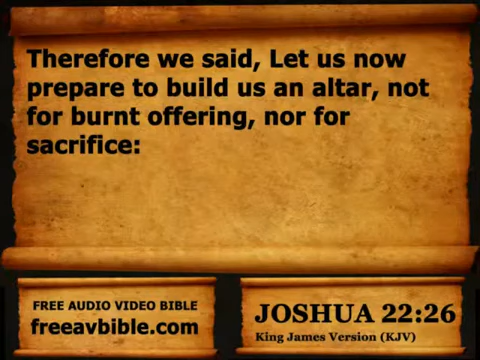 Therefore we said, Let us now
prepare to build us an altar, not
for burnt offering, nor for
sacrifice:
FREE AUDIO VIDEO BIBLE
freeavbible.com
JOSHUA 22:26
King James Version (KJV)